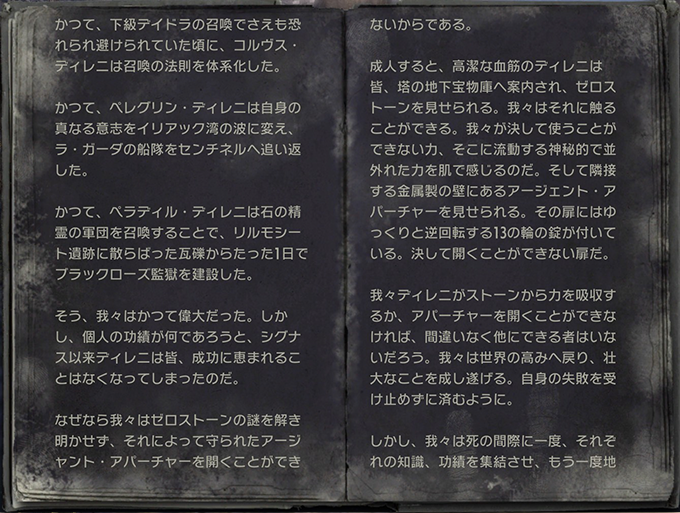 かつて、下級デイドラの召喚でさえも恐
れられ避けられていた頃に、コルヴス・
ディレニは召喚の法則を体系化した。
かつて、ペレグリン・ディレニは自身の
真なる意志をイリアック湾の波に変え、
ラ・ガーダの船隊をセンチネルへ追い返
した。
かつて、ペラディル・ディレニは石の精
霊の軍団を召喚することで、リルモシー
ト遺跡に散らばった瓦礫からたった1日で
ブラックローズ監獄を建設した。
そう、我々はかつて偉大だった。しか
し、個人の功績が何であろうと、シグナ
ス以来ディレニは皆、成功に恵まれるこ
とはなくなってしまったのだ。
なぜなら我々はゼロストーンの謎を解き
明かせず、それによって守られたアージ
ャント・アパーチャーを開くことができ
ないからである。
成人すると、高潔な血筋のディレニは
皆、塔の地下宝物庫へ案内され、ゼロス
トーンを見せられる。我々はそれに触る
ことができる。我々が決して使うことが
できない力、そこに流動する神秘的で並
外れた力を肌で感じるのだ。そして隣接
する金属製の壁にあるアージェント・ア
パーチャーを見せられる。その扉にはゆ
っくりと逆回転する13の輪の錠が付いて
いる。決して開くことができない扉だ。
我々ディレニがストーンから力を吸収す
るか、アパーチャーを開くことができな
ければ、間違いなく他にできる者はいな
いだろう。我々は世界の高みへ戻り、壮
大なことを成し遂げる。自身の失敗を受
け止めずに済むように。
しかし、我々は死の間際に一度、それぞ
れの知識、功績を集結させ、もう一度地